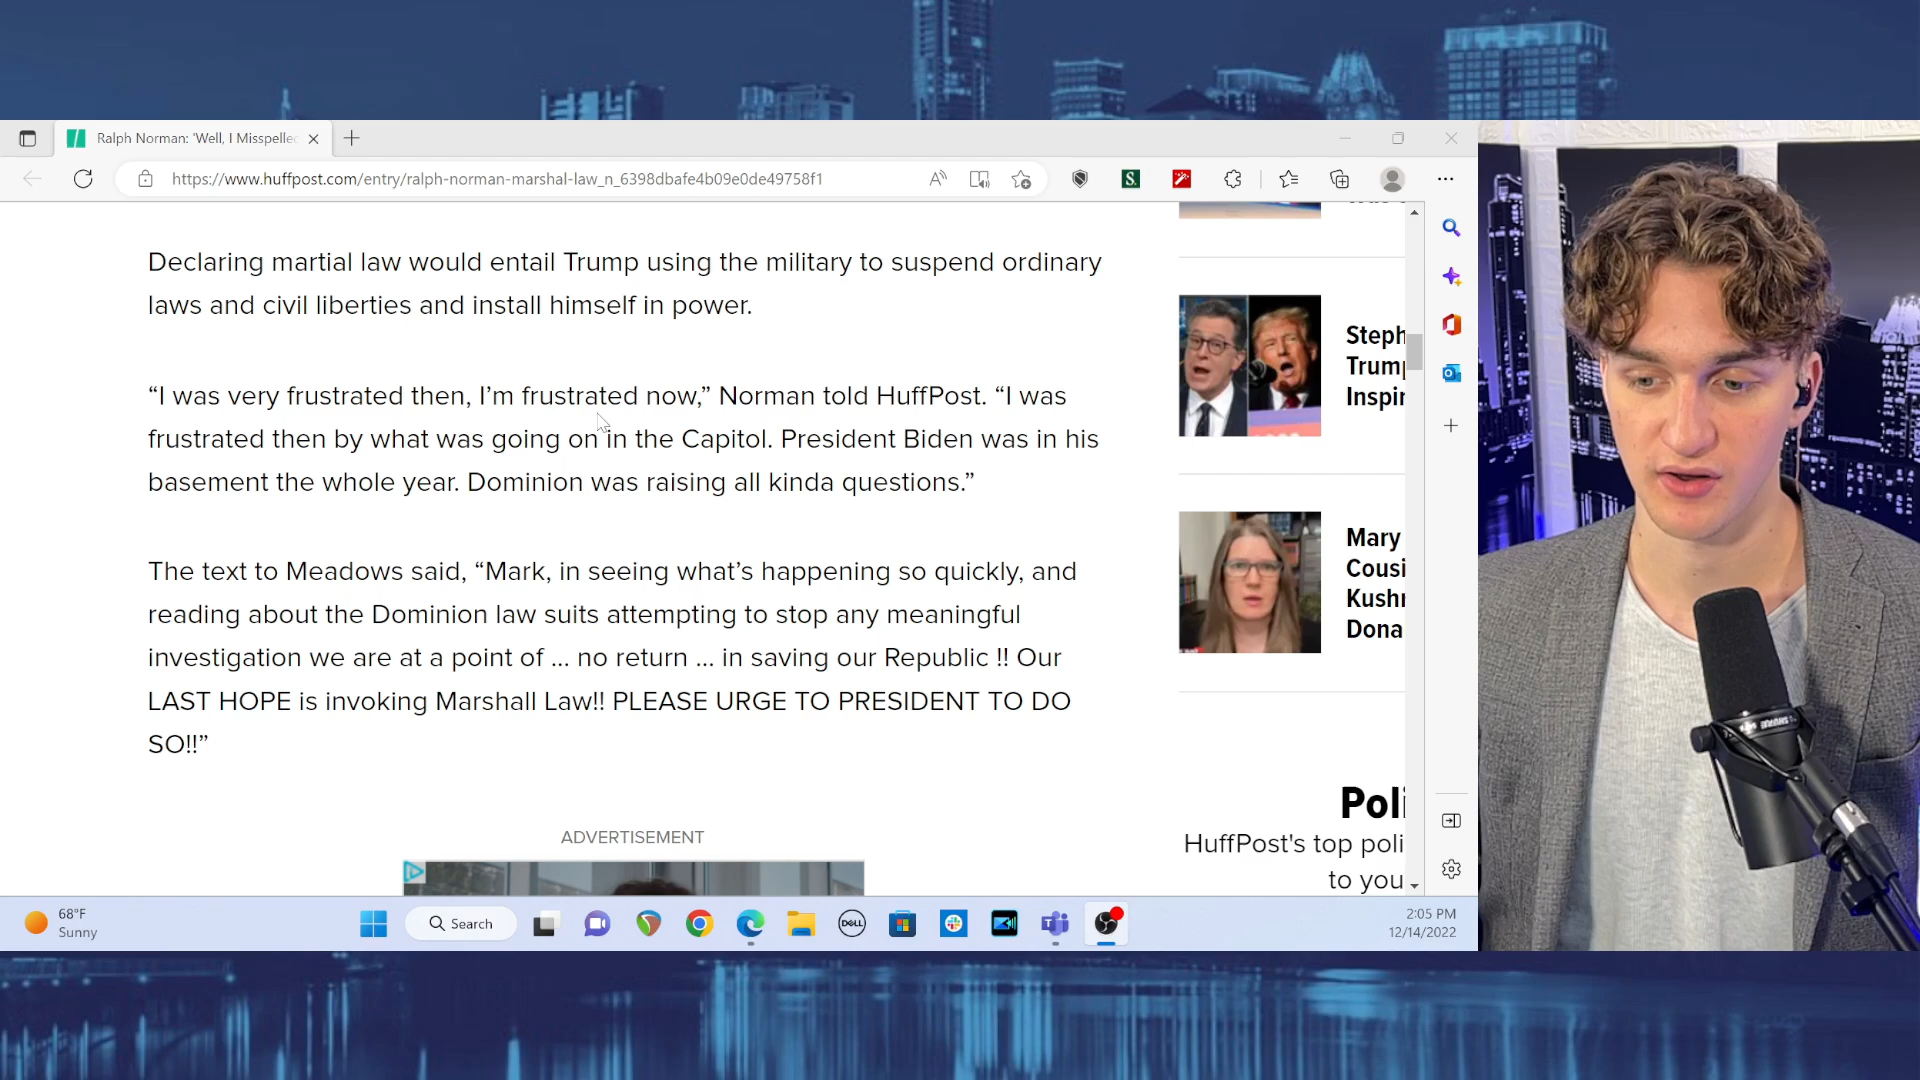 Ralph Norman: 'Well, I Misspelle
https://www.huffpost.com/entry/ralph-norman-marshal-law_n_6398dbafe4b09e0de49758f1
Declaring martial law would entail Trump using the military to suspend ordinary
laws and civil liberties and install himself in power.
“I was very frustrated then, I’m frustrated now,” Norman told HuffPost. “I was
frustrated then by what was going on in the Capitol. President Biden was in his
basement the whole year. Dominion was raising all kinda questions.”
The text to Meadows said, “Mark, in seeing what’s happening so quickly, and
reading about the Dominion law suits attempting to stop any meaningful
investigation we are at a point of ... no return ... in saving our Republic !! Our
LAST HOPE is invoking Marshall Law!! PLEASE URGE TO PRESIDENT TO DO
SO!!”
ADVERTISEMENT
Steph
Trump
Inspir
Mary
Cousi
Kushr
Dona
Poli
HuffPost's top poli
to you
68°F
Sunny
Search
DELL
2:05 PM
12/14/2022
SHURE